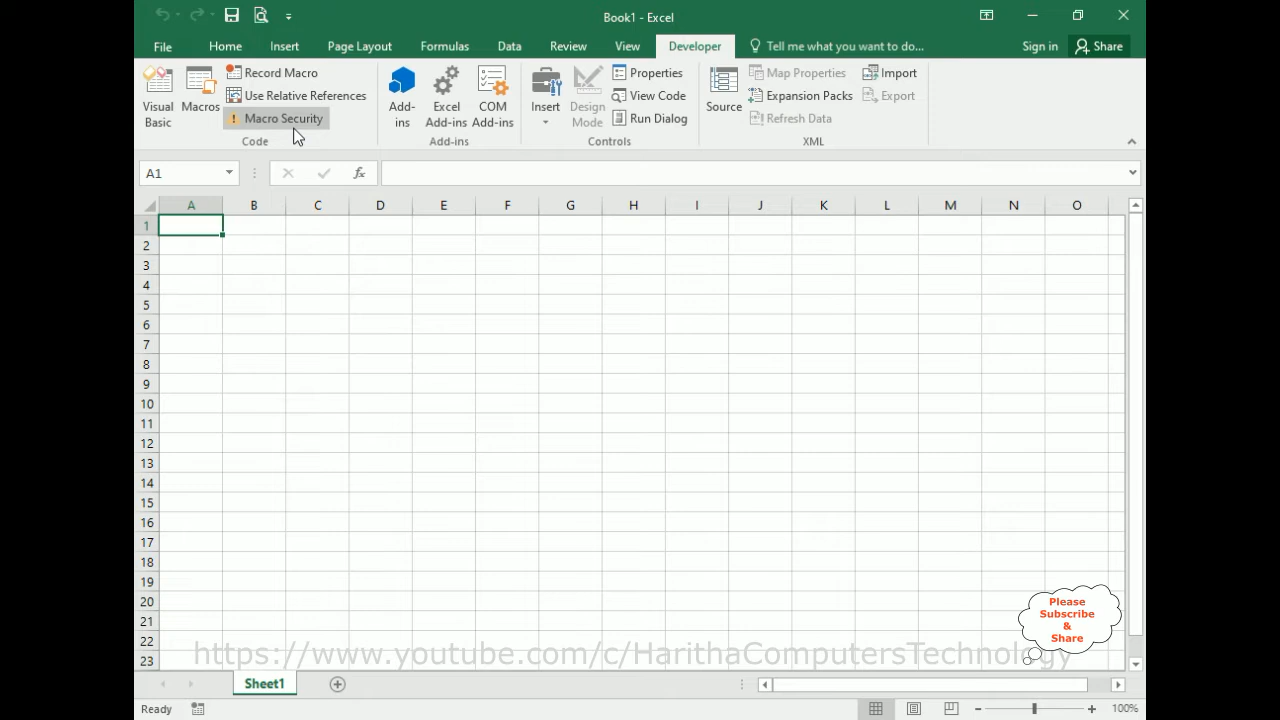 Book1 - Excel
File Home Insert Page Layout Formulas Data Review View Developer Tell me what you want to do... Sign in Share
Visual Basic
Macros
Record Macro
Use Relative References
Macro Security
Code
Add-ins
Excel Add-ins
COM Add-ins
Add-ins
Insert
Design Mode
Properties
View Code
Run Dialog
Controls
Source
Map Properties
Expansion Packs
Refresh Data
Import
Export
XML
A1
fx
A B C D E F G H I J K L M N O
1
2
3
4
5
6
7
8
9
10
11
12
13
14
15
16
17
18
19
20
21
22
23
Please
Subscribe
&
Share
https://www.youtube.com/c/HarithaComputersTechnology
Sheet1
Ready
100%